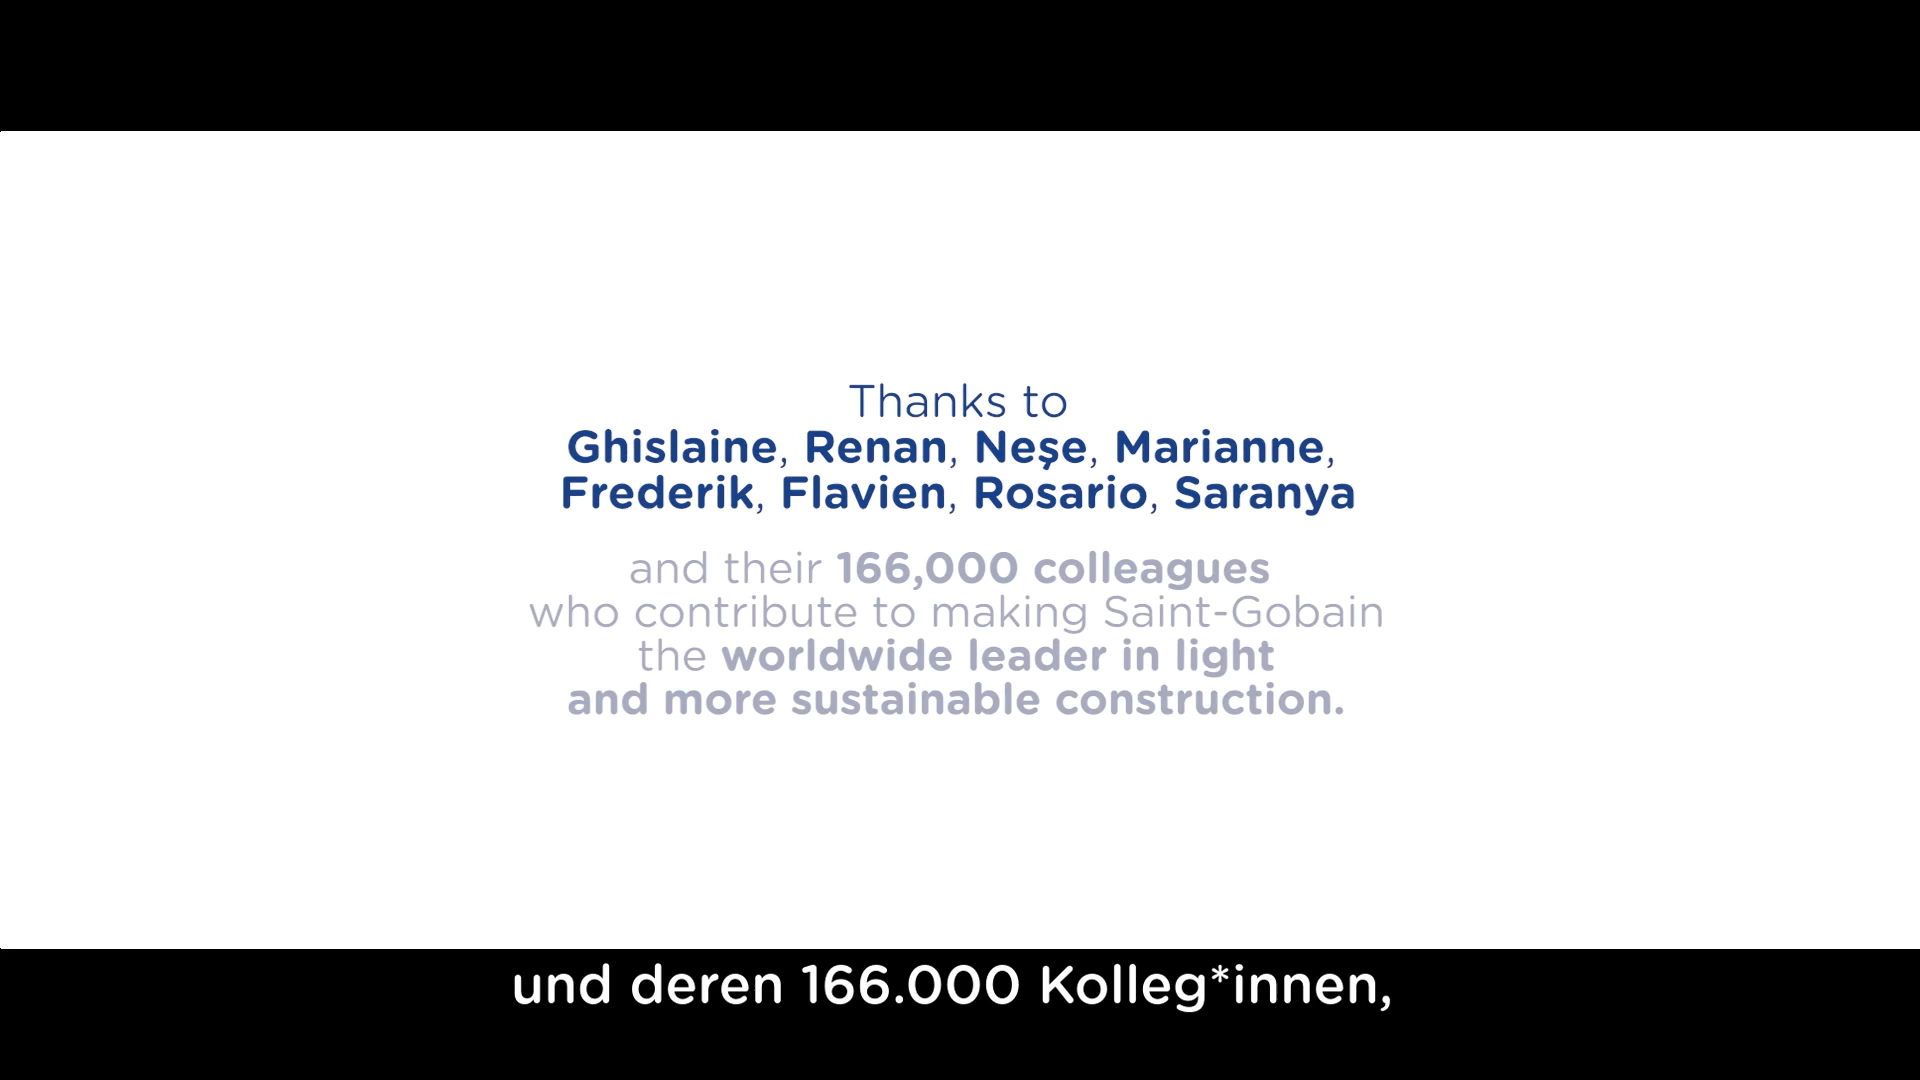 Thanks to
Ghislaine, Renan, Neşe, Marianne,
Frederik, Flavien, Rosario, Saranya
and their 166,000 colleagues
who contribute to making Saint-Gobain
the worldwide leader in light
and more sustainable construction.
und deren 166.000 Kolleg*innen,